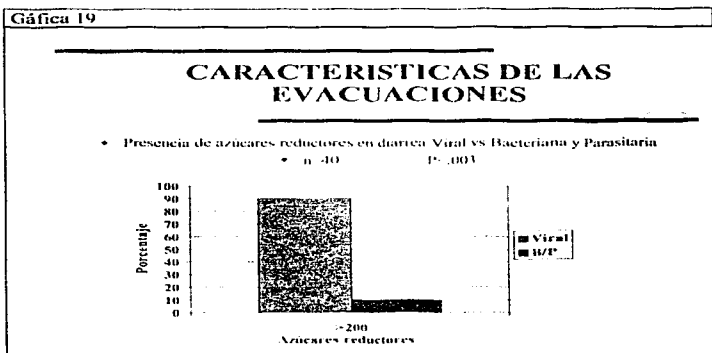 Gáfica 19
CARACTERISTICAS DE LAS
EVACUACIONES
• Presencia de azúcares reductores en diarrea Viral vs Bacteriana y Parasitaria
• n 40 P .003
100
90
80
70
60
50
40
30
20
10
0
Porcentaje
>200
Azúcares reductores
Viral
B/P